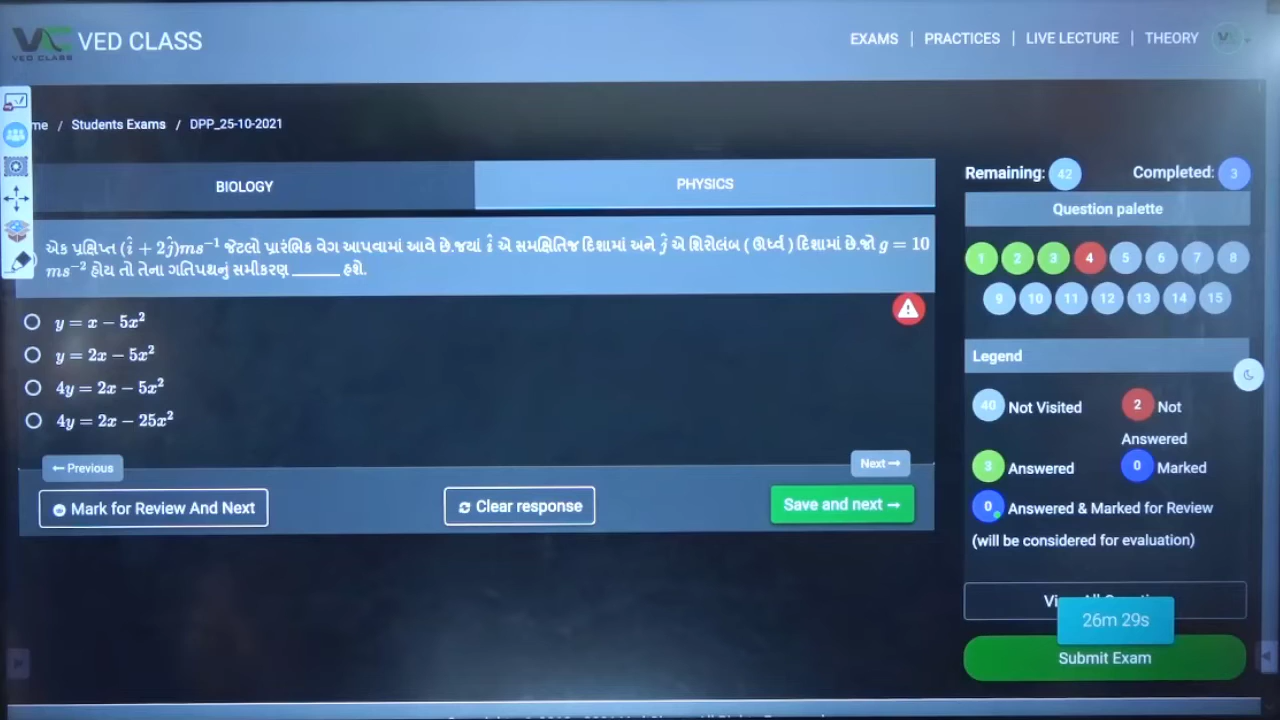 VED CLASS
VED CLASS
EXAMS | PRACTICES | LIVE LECTURE | THEORY
me / Students Exams / DPP_25-10-2021
BIOLOGY
PHYSICS
Remaining: 42
Completed: 3
Question palette
એક પ્રક્ષિપ્ત (î + 2ĵ)ms⁻¹ જેટલો પ્રારંભિક વેગ આપવામાં આવે છે.જ્યાં î એ સમક્ષિતિજ દિશામાં અને ĵ એ શિરોલંબ ( ઊર્ધ્વ ) દિશામાં છે.જો g = 10
ms⁻² હોય તો તેના ગતિપથનું સમીકરણ ______ હશે.
1 2 3 4 5 6 7 8
9 10 11 12 13 14 15
y = x − 5x²
y = 2x − 5x²
4y = 2x − 5x²
4y = 2x − 25x²
Legend
40 Not Visited
2 Not
Answered
3 Answered
0 Marked
0 Answered & Marked for Review
(will be considered for evaluation)
← Previous
Next →
Mark for Review And Next
Clear response
Save and next →
26m 29s
Submit Exam